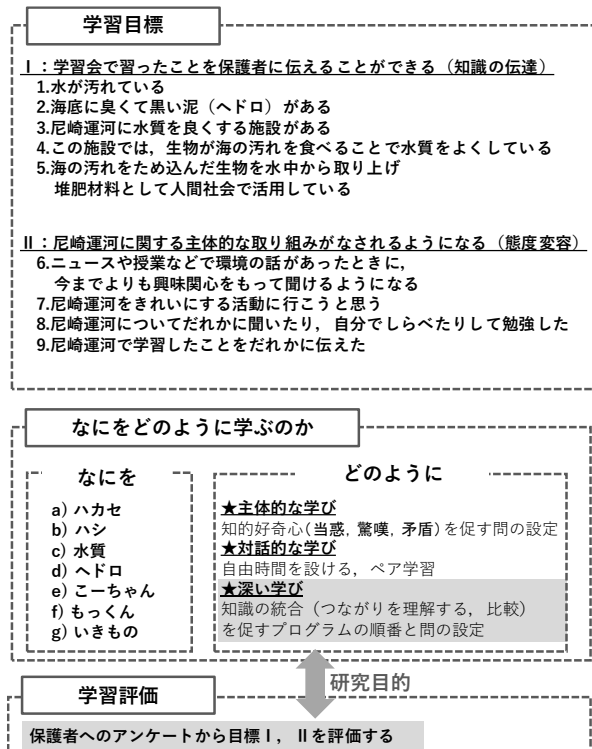 学習目標
Ⅰ：学習会で習ったことを保護者に伝えることができる（知識の伝達）
1.水が汚れている
2.海底に臭くて黒い泥（ヘドロ）がある
3.尼崎運河に水質を良くする施設がある
4.この施設では，生物が海の汚れを食べることで水質をよくしている
5.海の汚れをため込んだ生物を水中から取り上げ
堆肥材料として人間社会で活用している
Ⅱ：尼崎運河に関する主体的な取り組みがなされるようになる（態度変容）
6.ニュースや授業などで環境の話があったときに，
今までよりも興味関心をもって聞けるようになる
7.尼崎運河をきれいにする活動に行こうと思う
8.尼崎運河についてだれかに聞いたり，自分でしらべたりして勉強した
9.尼崎運河で学習したことをだれかに伝えた
なにをどのように学ぶのか
なにを
a) ハカセ
b) ハシ
c) 水質
d) ヘドロ
e) こーちゃん
f) もっくん
g) いきもの
どのように
★主体的な学び
知的好奇心(当惑, 驚嘆, 矛盾)を促す問の設定
★対話的な学び
自由時間を設ける，ペア学習
★深い学び
知識の統合（つながりを理解する，比較）
を促すプログラムの順番と問の設定
研究目的
学習評価
保護者へのアンケートから目標Ⅰ，Ⅱを評価する